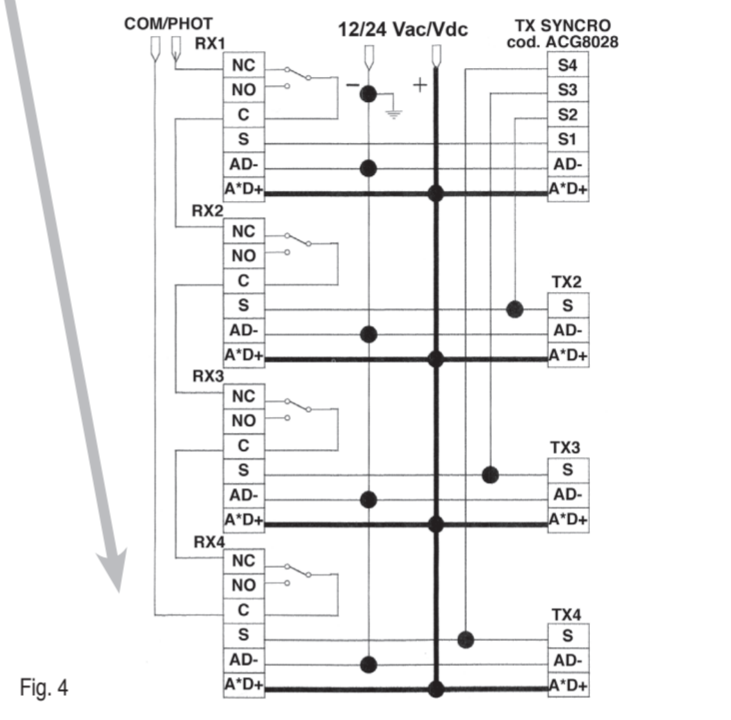 COM/PHOT
12/24 Vac/Vdc
TX SYNCRO
cod. ACG8028
RX1
NC
NO
C
S
AD-
A*D+
− +
S4
S3
S2
S1
AD-
A*D+
RX2
NC
NO
C
S
AD-
A*D+
TX2
S
AD-
A*D+
RX3
NC
NO
C
S
AD-
A*D+
TX3
S
AD-
A*D+
RX4
NC
NO
C
S
AD-
A*D+
TX4
S
AD-
A*D+
Fig. 4